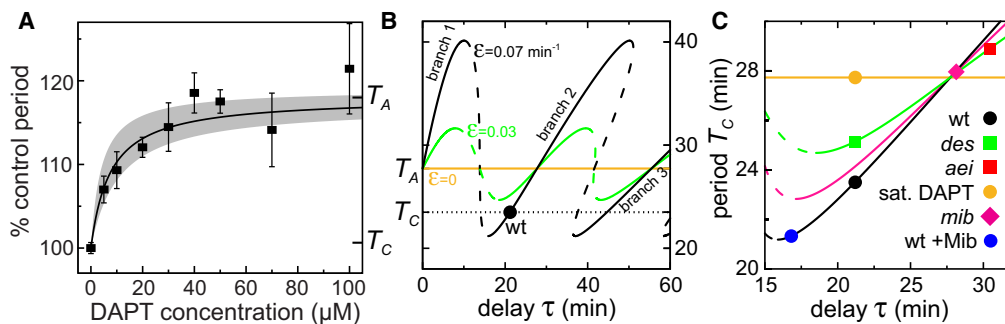 A
% control period
120
110
100
T_A
T_C
0
20
40
60
80
100
DAPT concentration (µM)
B
branch 1
ε=0.07 min⁻¹
branch 2
ε=0.03
ε=0
branch 3
wt
T_A
T_C
40
30
20
0
20
40
60
delay τ (min)
C
period T_C (min)
28
24
20
15
20
25
30
delay τ (min)
wt
des
aei
sat. DAPT
mib
wt +Mib